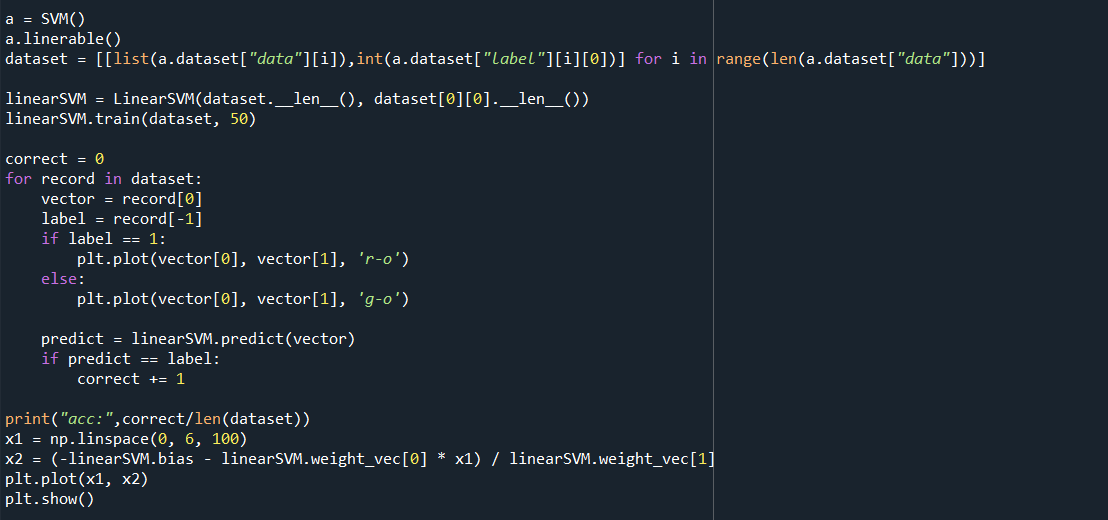 a = SVM()
a.linerable()
dataset = [[list(a.dataset["data"][i]),int(a.dataset["label"][i][0])] for i in range(len(a.dataset["data"]))]
linearSVM = LinearSVM(dataset.__len__(), dataset[0][0].__len__())
linearSVM.train(dataset, 50)
correct = 0
for record in dataset:
    vector = record[0]
    label = record[-1]
    if label == 1:
        plt.plot(vector[0], vector[1], 'r-o')
    else:
        plt.plot(vector[0], vector[1], 'g-o')
    predict = linearSVM.predict(vector)
    if predict == label:
        correct += 1
print("acc:",correct/len(dataset))
x1 = np.linspace(0, 6, 100)
x2 = (-linearSVM.bias - linearSVM.weight_vec[0] * x1) / linearSVM.weight_vec[1]
plt.plot(x1, x2)
plt.show()